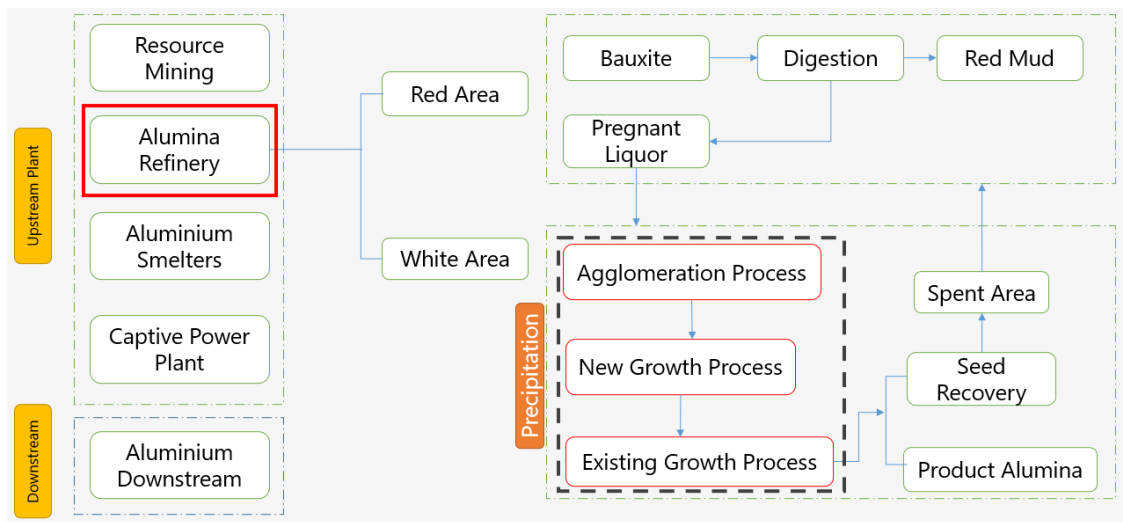 Upstream Plant
Resource
Mining
Alumina
Refinery
Aluminium
Smelters
Captive Power
Plant
Downstream
Aluminium
Downstream
Red Area
White Area
Bauxite
Digestion
Red Mud
Pregnant
Liquor
Precipitation
Agglomeration Process
New Growth Process
Existing Growth Process
Spent Area
Seed
Recovery
Product Alumina